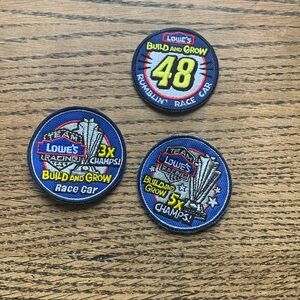 LOWE'S
BUILD AND GROW
48
RUMBLIN' RACE CAR
TEAM
LOWE'S
RACING
3X
CHAMPS!
BUILD AND GROW
Race Car
TEAM
LOWE'S
RACING
BUILD AND
GROW
5X
CHAMPS!